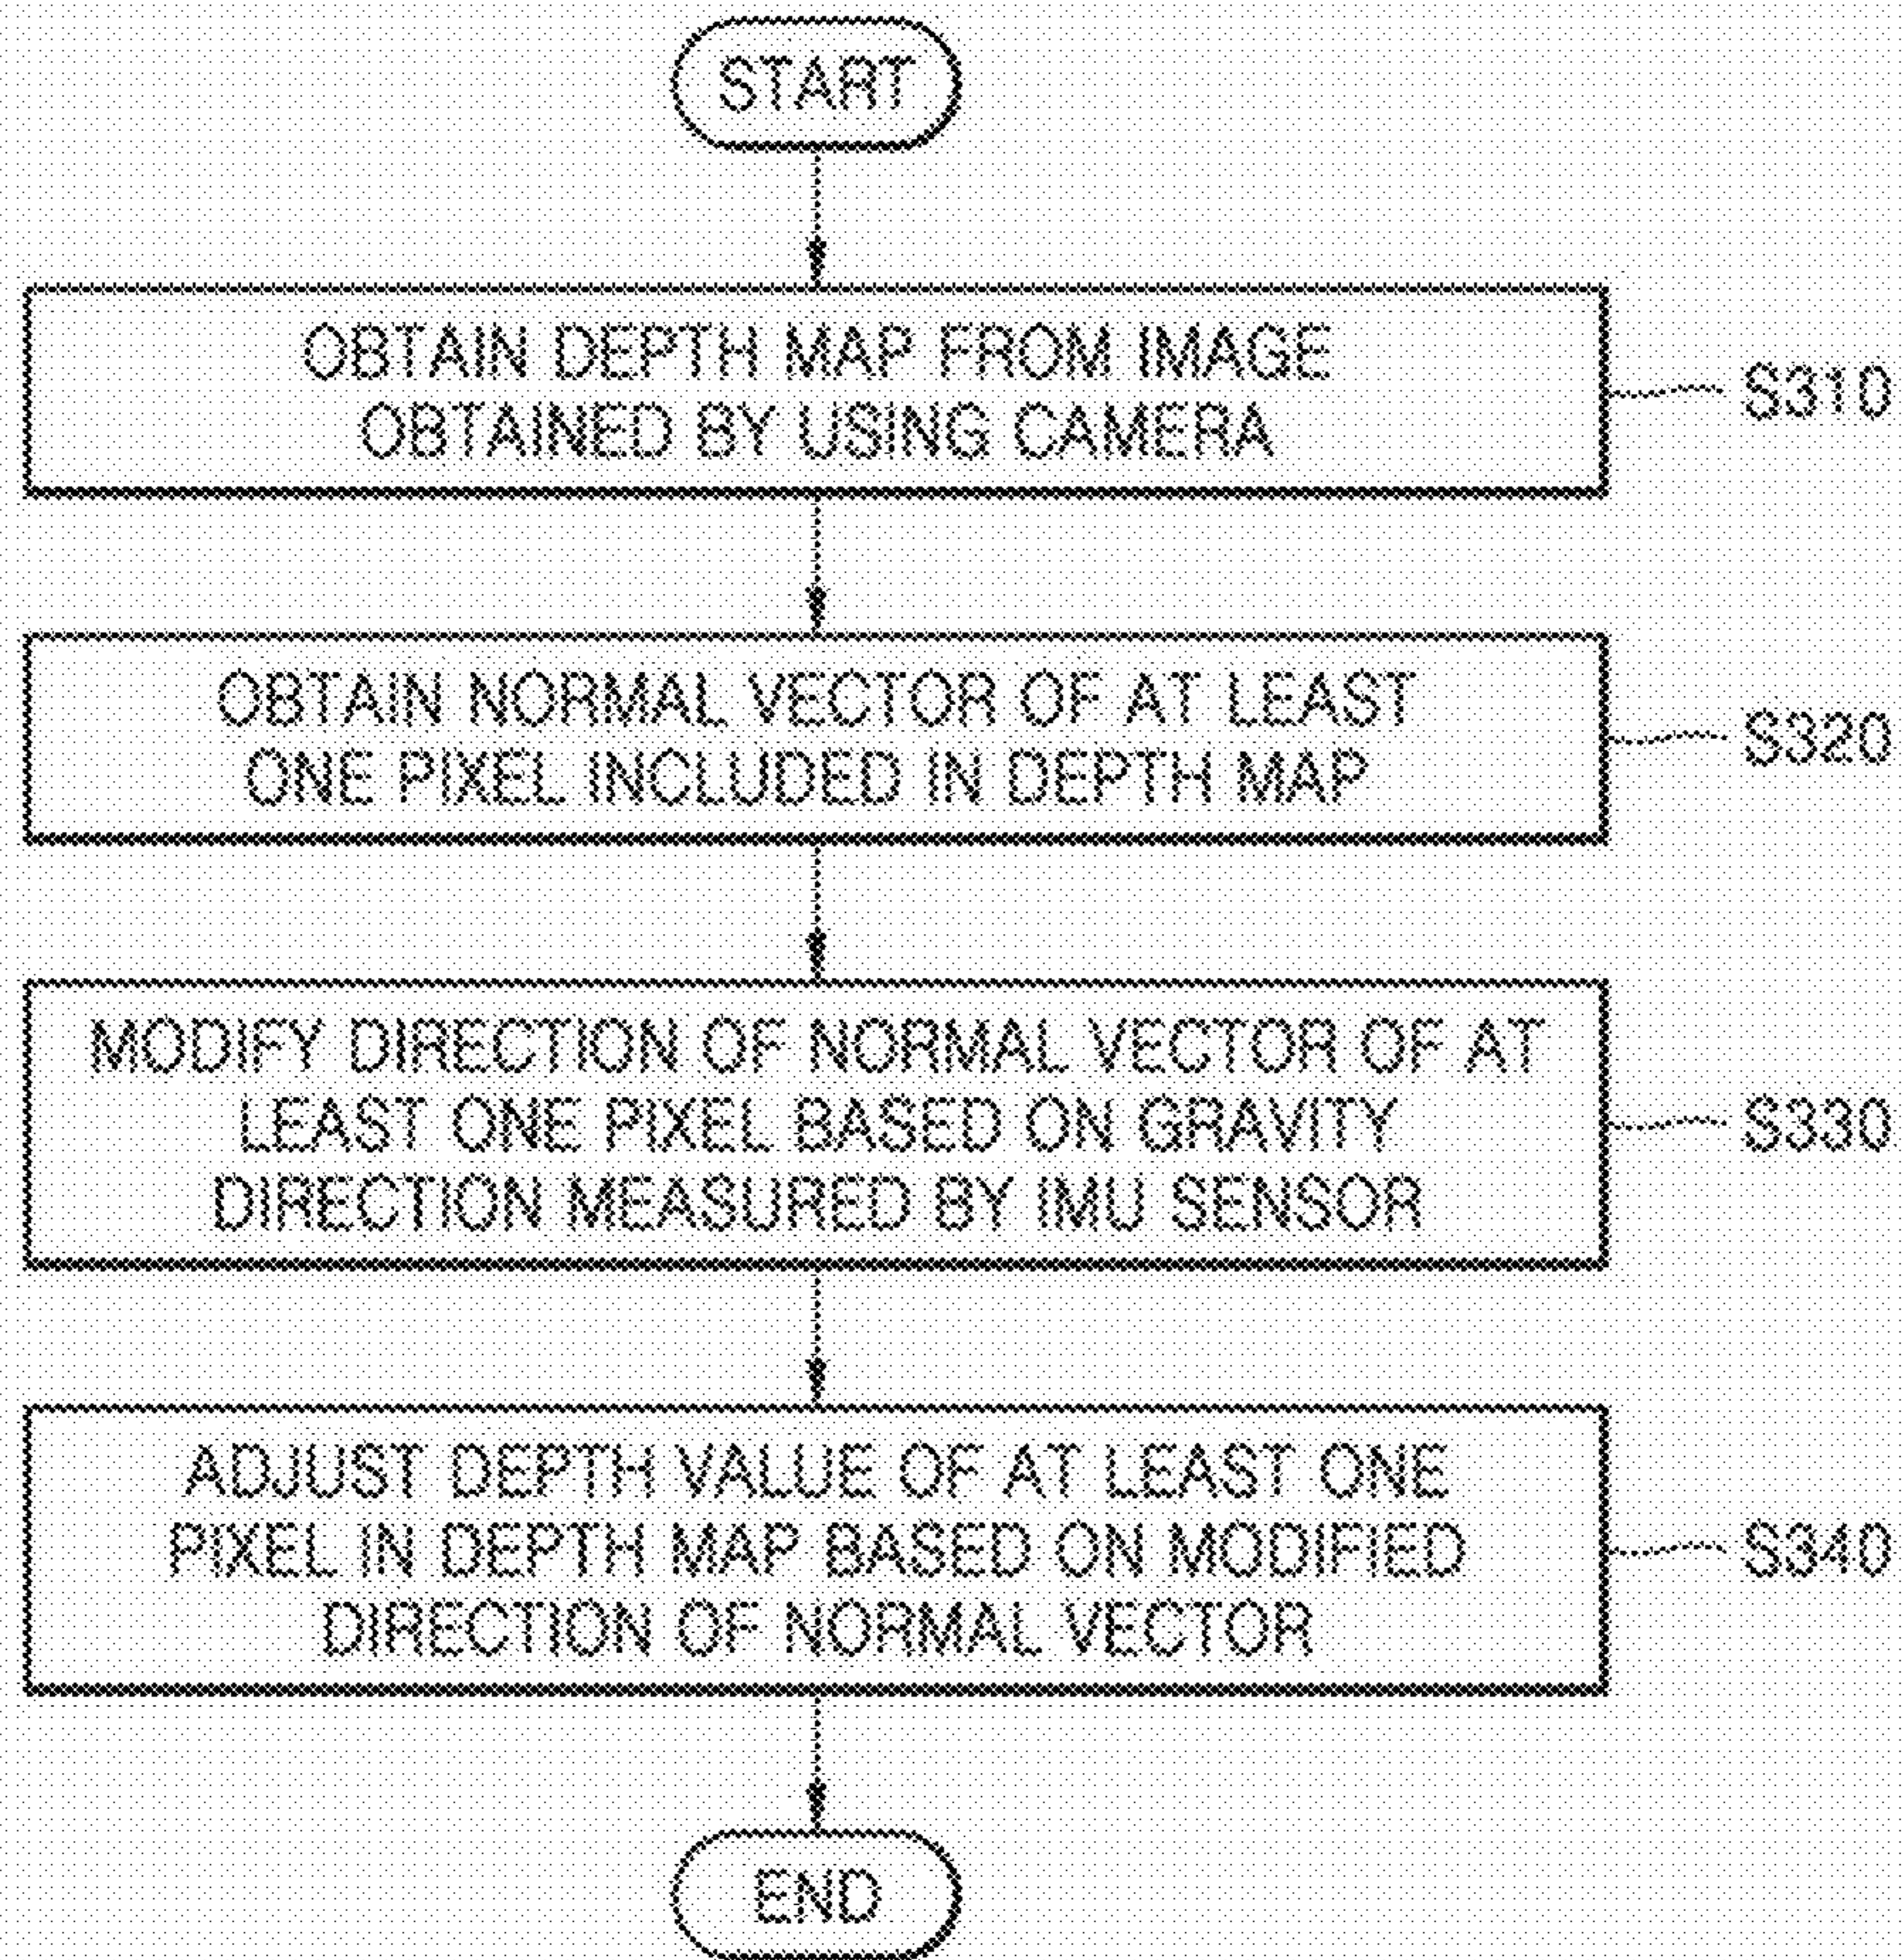 START
OBTAIN DEPTH MAP FROM IMAGE
OBTAINED BY USING CAMERA
S310
OBTAIN NORMAL VECTOR OF AT LEAST
ONE PIXEL INCLUDED IN DEPTH MAP
S320
MODIFY DIRECTION OF NORMAL VECTOR OF AT
LEAST ONE PIXEL BASED ON GRAVITY
DIRECTION MEASURED BY IMU SENSOR
S330
ADJUST DEPTH VALUE OF AT LEAST ONE
PIXEL IN DEPTH MAP BASED ON MODIFIED
DIRECTION OF NORMAL VECTOR
S340
END